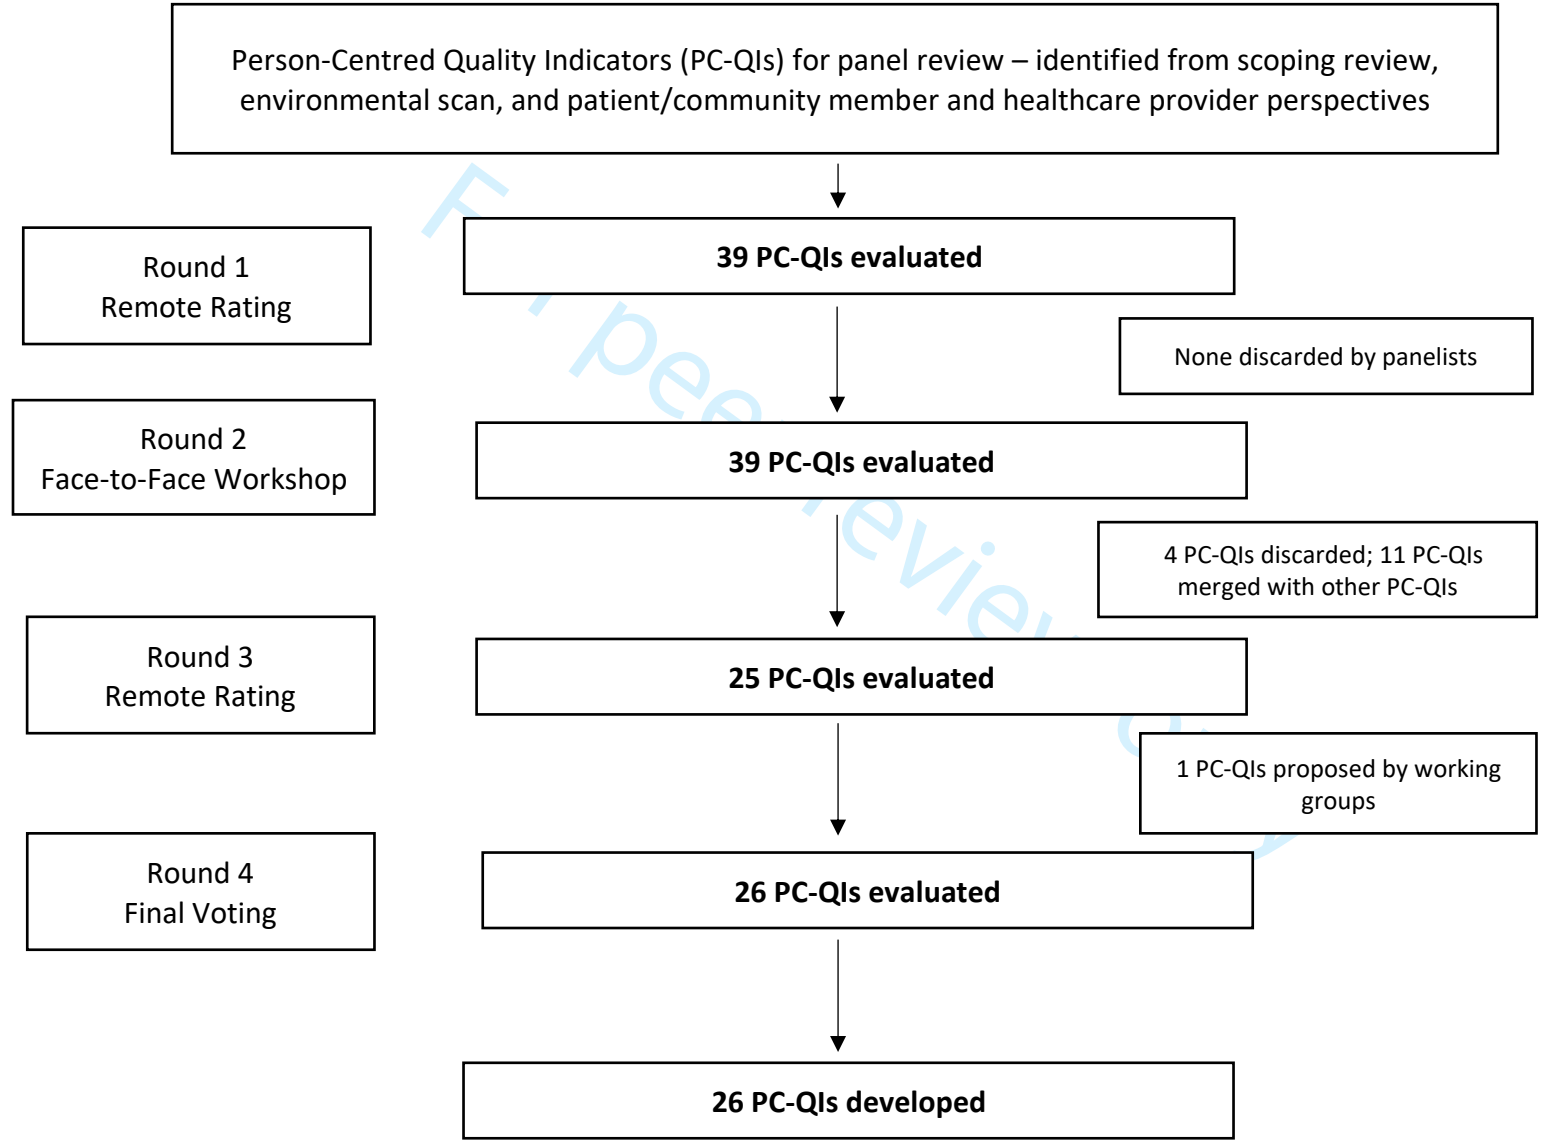 Person-Centred Quality Indicators (PC-QIs) for panel review – identified from scoping review,
environmental scan, and patient/community member and healthcare provider perspectives
Round 1
Remote Rating
39 PC-QIs evaluated
None discarded by panelists
Round 2
Face-to-Face Workshop
39 PC-QIs evaluated
4 PC-QIs discarded; 11 PC-QIs
merged with other PC-QIs
Round 3
Remote Rating
25 PC-QIs evaluated
1 PC-QIs proposed by working
groups
Round 4
Final Voting
26 PC-QIs evaluated
26 PC-QIs developed